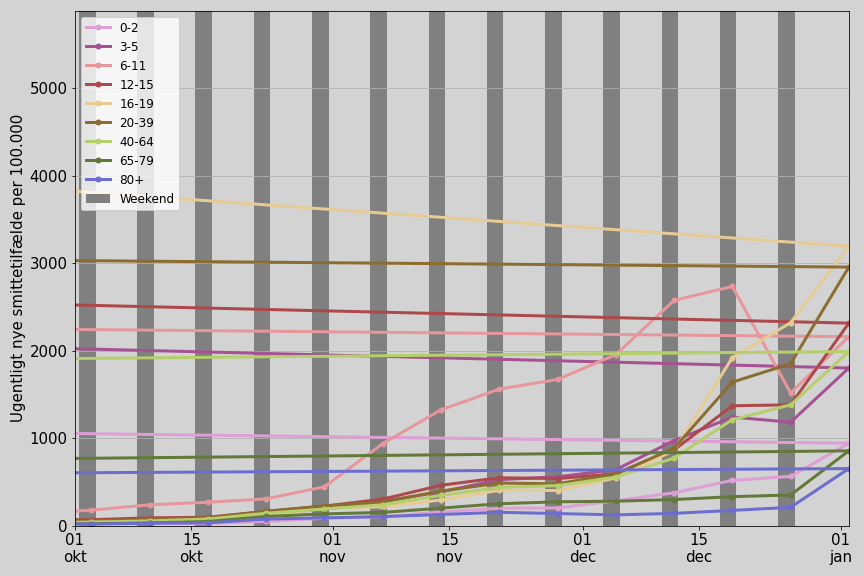 Ugentligt nye smittetilfælde per 100.000
5000
4000
3000
2000
1000
0
0-2
3-5
6-11
12-15
16-19
20-39
40-64
65-79
80+
Weekend
01 okt
15 okt
01 nov
15 nov
01 dec
15 dec
01 jan